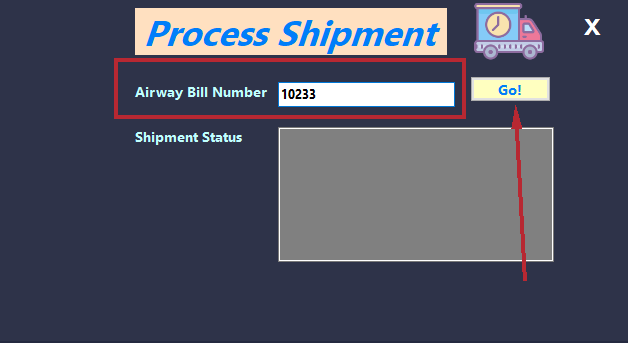 Process Shipment
X
Airway Bill Number 10233 Go!
Shipment Status